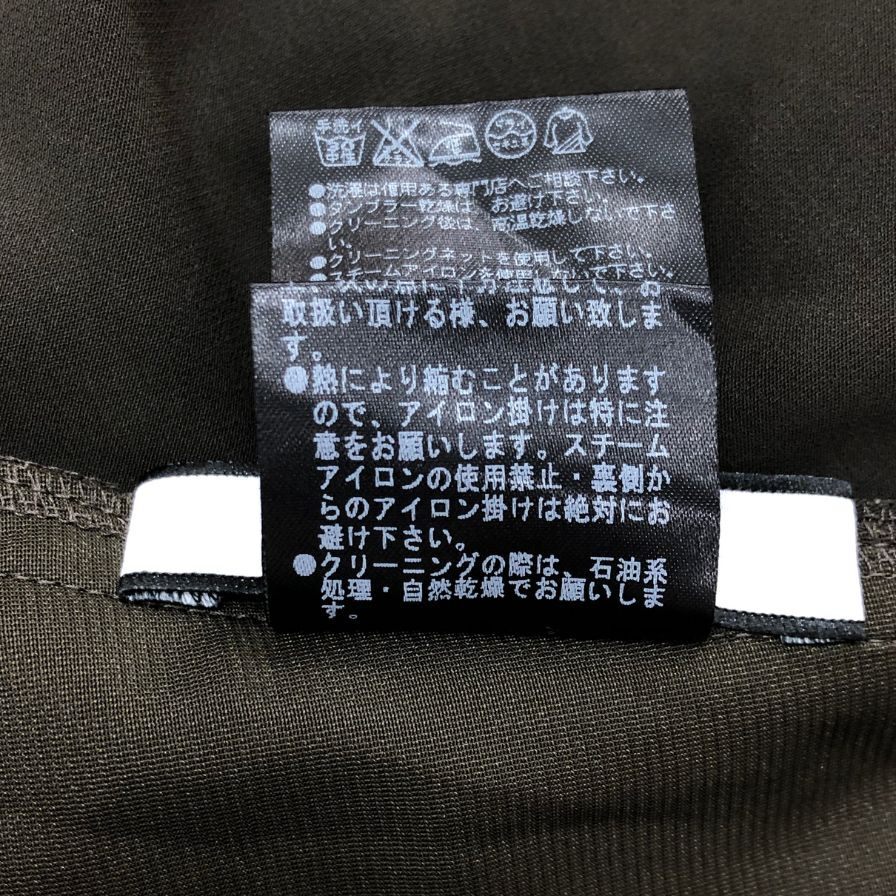 手洗イ
●洗濯は信用ある専門店へご相談下さい。
●タンブラー乾燥は、お避け下さい。
●クリーニング後は、高温乾燥しないで下さ
い。
●クリーニングネットを使用して下さい。
●スチームアイロンを使用しないで下さい。
取扱い頂ける様、お願い致しま
す。
●熱により縮むことがあります
ので、アイロン掛けは特に注
意をお願いします。スチーム
アイロンの使用禁止・裏側か
らのアイロン掛けは絶対にお
避け下さい。
●クリーニングの際は、石油系
処理・自然乾燥でお願いしま
す。